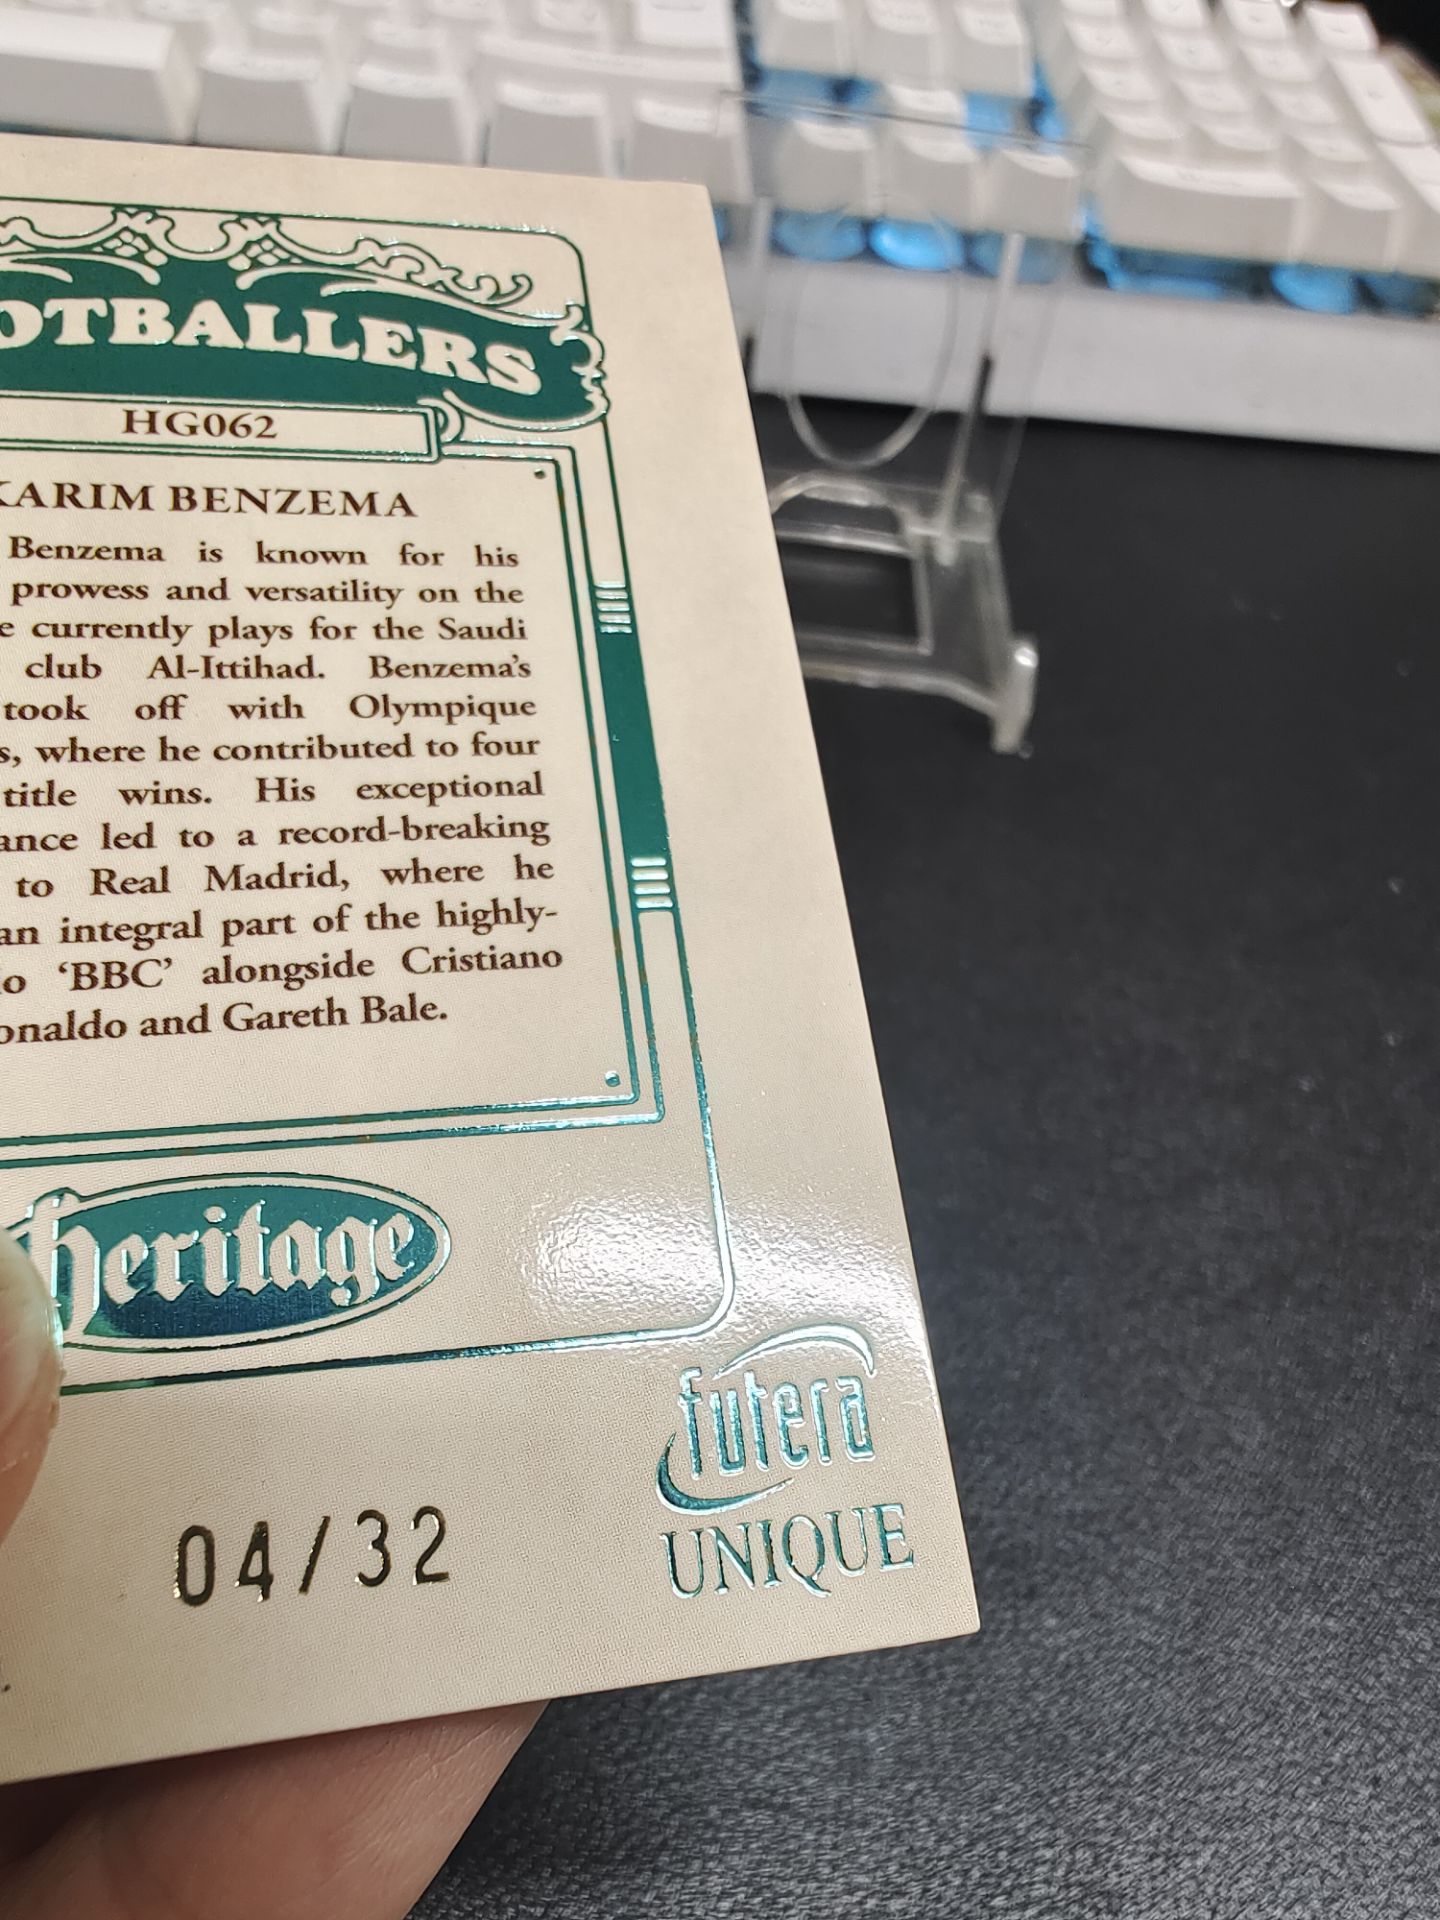 OTBALLERS
HG062
KARIM BENZEMA
Benzema is known for his
prowess and versatility on the
e currently plays for the Saudi
club Al-Ittihad. Benzema's
took off with Olympique
s, where he contributed to four
title wins. His exceptional
ance led to a record-breaking
to Real Madrid, where he
an integral part of the highly-
o ‘BBC’ alongside Cristiano
onaldo and Gareth Bale.
heritage
futera
UNIQUE
04/32